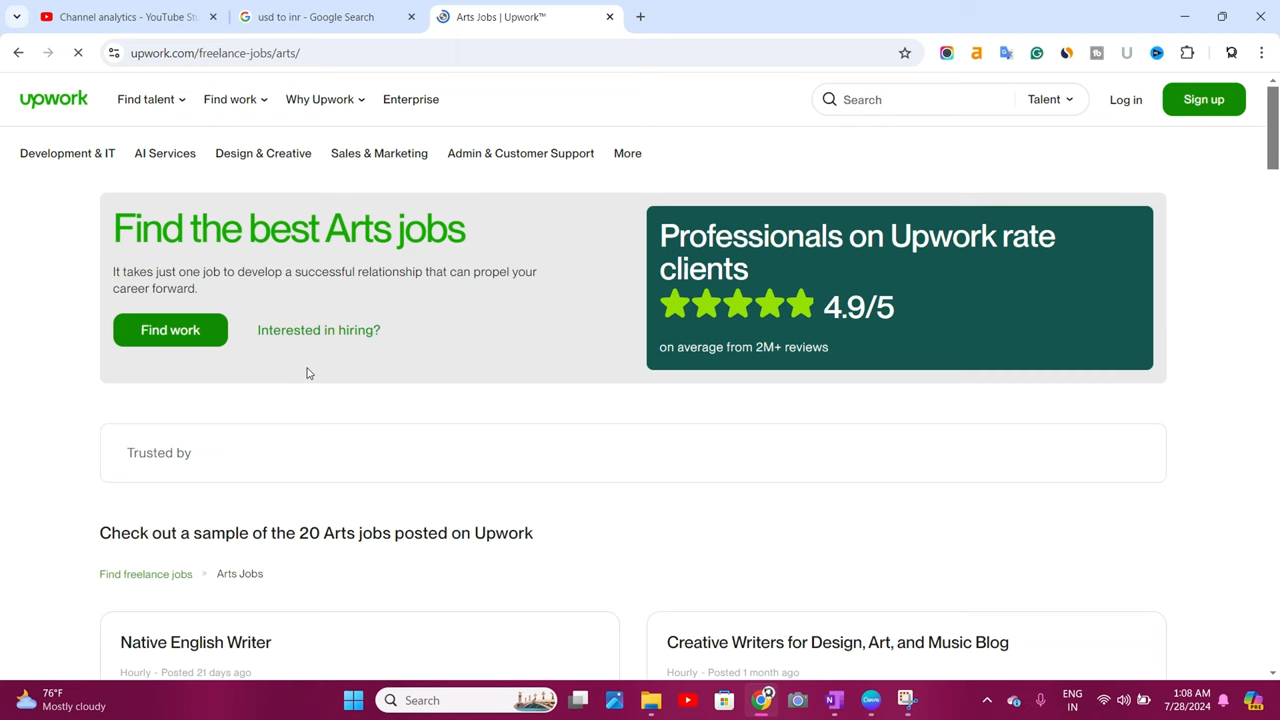 Channel analytics - YouTube Stu
usd to inr - Google Search
Arts Jobs | Upwork™
upwork.com/freelance-jobs/arts/
upwork
Find talent
Find work
Why Upwork
Enterprise
Search
Talent
Log in
Sign up
Development & IT
AI Services
Design & Creative
Sales & Marketing
Admin & Customer Support
More
Find the best Arts jobs
It takes just one job to develop a successful relationship that can propel your
career forward.
Find work
Interested in hiring?
Professionals on Upwork rate
clients
4.9/5
on average from 2M+ reviews
Trusted by
Check out a sample of the 20 Arts jobs posted on Upwork
Find freelance jobs
Arts Jobs
Native English Writer
Hourly - Posted 21 days ago
Creative Writers for Design, Art, and Music Blog
Hourly - Posted 1 month ago
76°F
Mostly cloudy
Search
ENG
IN
1:08 AM
7/28/2024